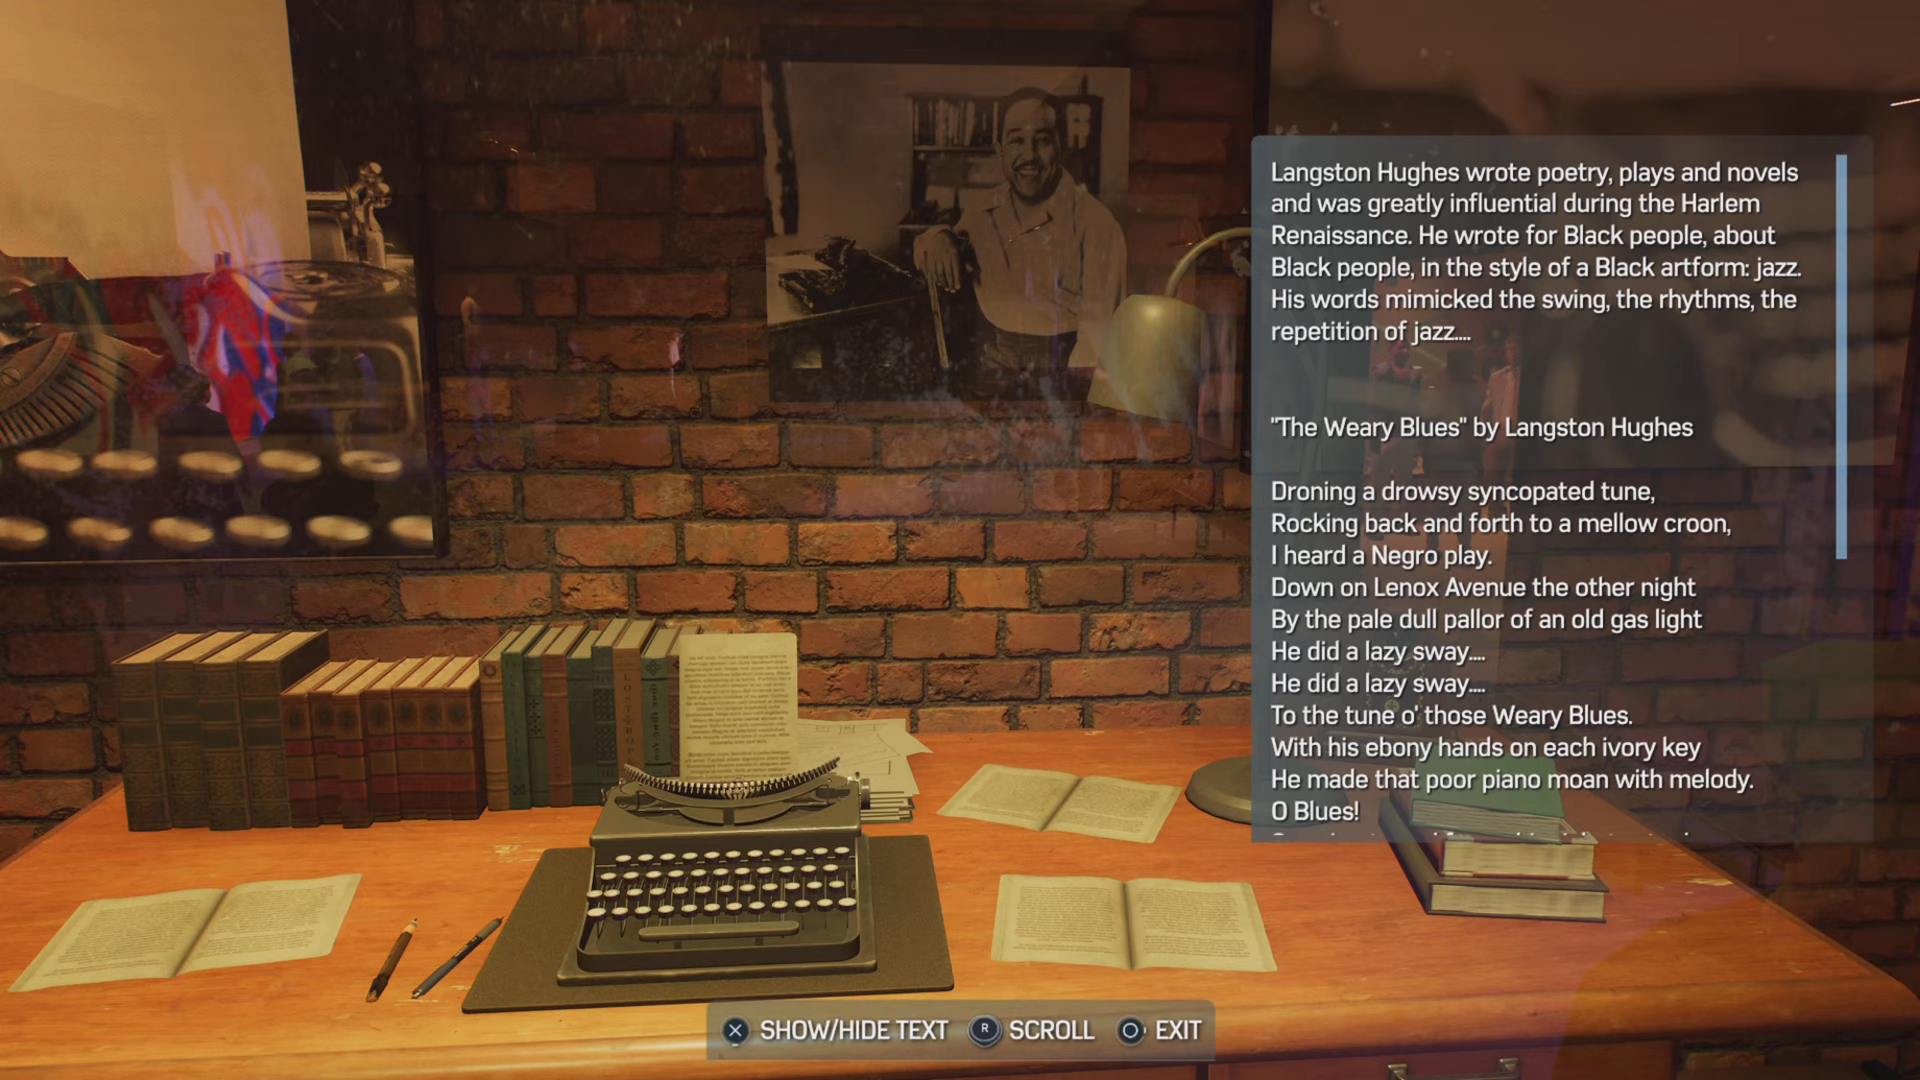 Langston Hughes wrote poetry, plays and novels
and was greatly influential during the Harlem
Renaissance. He wrote for Black people, about
Black people, in the style of a Black artform: jazz.
His words mimicked the swing, the rhythms, the
repetition of jazz....
"The Weary Blues" by Langston Hughes
Droning a drowsy syncopated tune,
Rocking back and forth to a mellow croon,
I heard a Negro play.
Down on Lenox Avenue the other night
By the pale dull pallor of an old gas light
He did a lazy sway....
He did a lazy sway....
To the tune o' those Weary Blues.
With his ebony hands on each ivory key
He made that poor piano moan with melody.
O Blues!
SHOW/HIDE TEXT R SCROLL EXIT